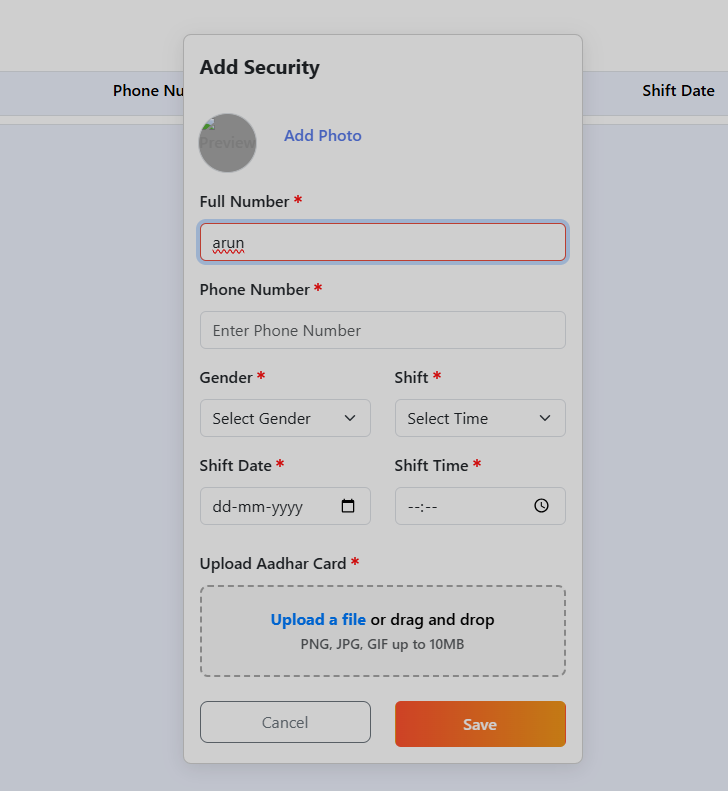 Add Security
Phone Nu
Shift Date
Preview
Add Photo
Full Number *
arun
Phone Number *
Enter Phone Number
Gender * Shift *
Select Gender Select Time
Shift Date * Shift Time *
dd-mm-yyyy --:--
Upload Aadhar Card *
Upload a file or drag and drop
PNG, JPG, GIF up to 10MB
Cancel Save